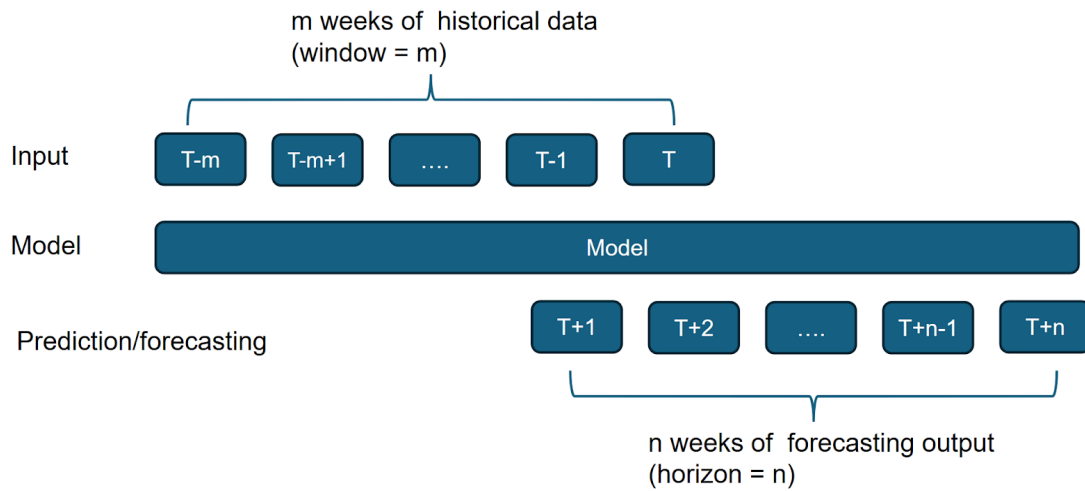 m weeks of historical data
(window = m)
Input
T-m
T-m+1
....
T-1
T
Model
Model
Prediction/forecasting
T+1
T+2
....
T+n-1
T+n
n weeks of forecasting output
(horizon = n)